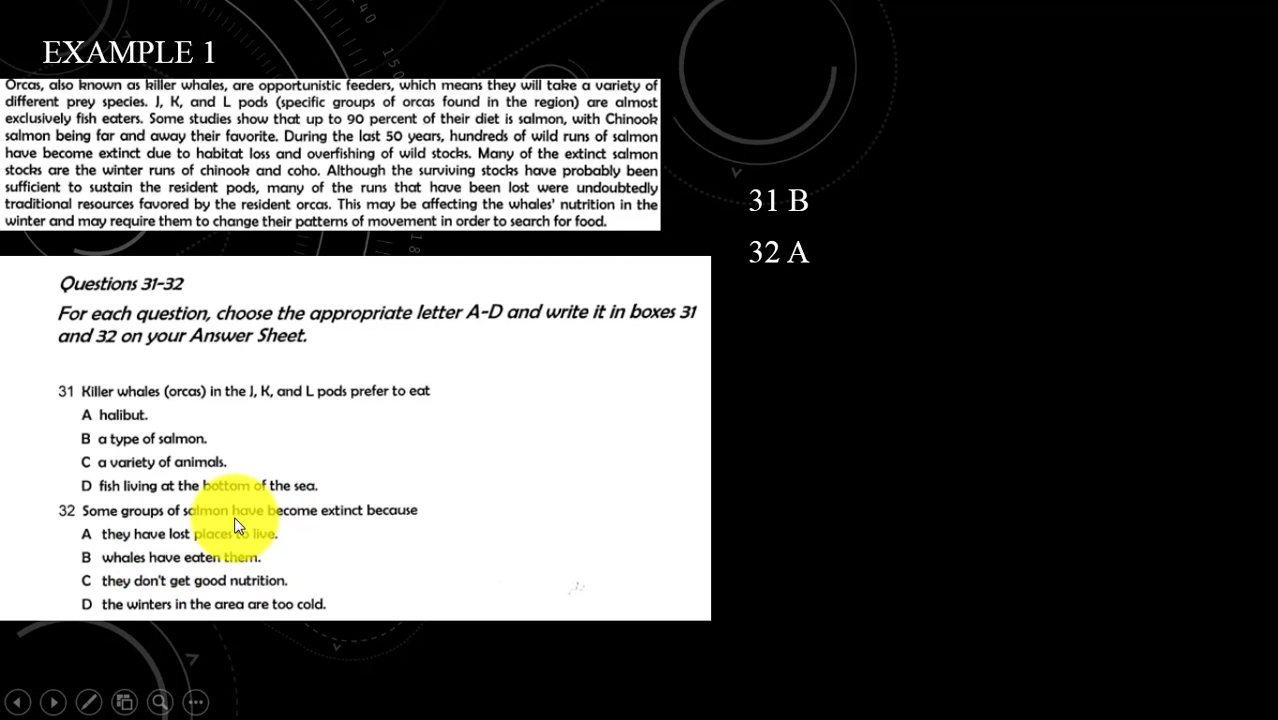 EXAMPLE 1
Orcas, also known as killer whales, are opportunistic feeders, which means they will take a variety of
different prey species. J, K, and L pods (specific groups of orcas found in the region) are almost
exclusively fish eaters. Some studies show that up to 90 percent of their diet is salmon, with Chinook
salmon being far and away their favorite. During the last 50 years, hundreds of wild runs of salmon
have become extinct due to habitat loss and overfishing of wild stocks. Many of the extinct salmon
stocks are the winter runs of chinook and coho. Although the surviving stocks have probably been
sufficient to sustain the resident pods, many of the runs that have been lost were undoubtedly
traditional resources favored by the resident orcas. This may be affecting the whales' nutrition in the
winter and may require them to change their patterns of movement in order to search for food.
Questions 31-32
For each question, choose the appropriate letter A-D and write it in boxes 31
and 32 on your Answer Sheet.
31 Killer whales (orcas) in the J, K, and L pods prefer to eat
A halibut.
B a type of salmon.
C a variety of animals.
D fish living at the bottom of the sea.
32 Some groups of salmon have become extinct because
A they have lost places to live.
B whales have eaten them.
C they don't get good nutrition.
D the winters in the area are too cold.
31 B
32 A
40
150